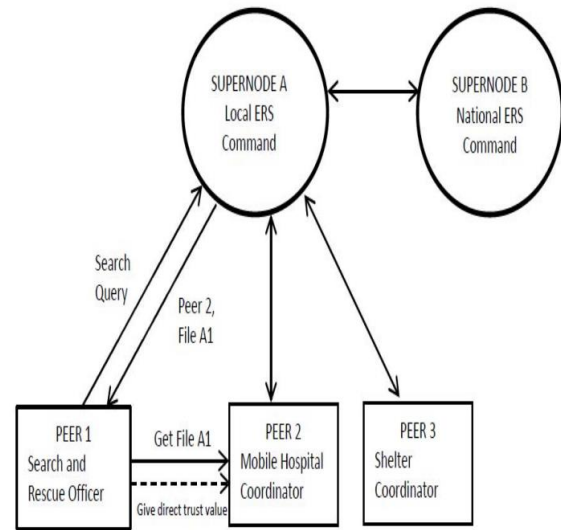 SUPERNODE A
Local ERS
Command
SUPERNODE B
National ERS
Command
Search
Query
Peer 2,
File A1
PEER 1
Search and
Rescue Officer
Get File A1
Give direct trust value
PEER 2
Mobile Hospital
Coordinator
PEER 3
Shelter
Coordinator